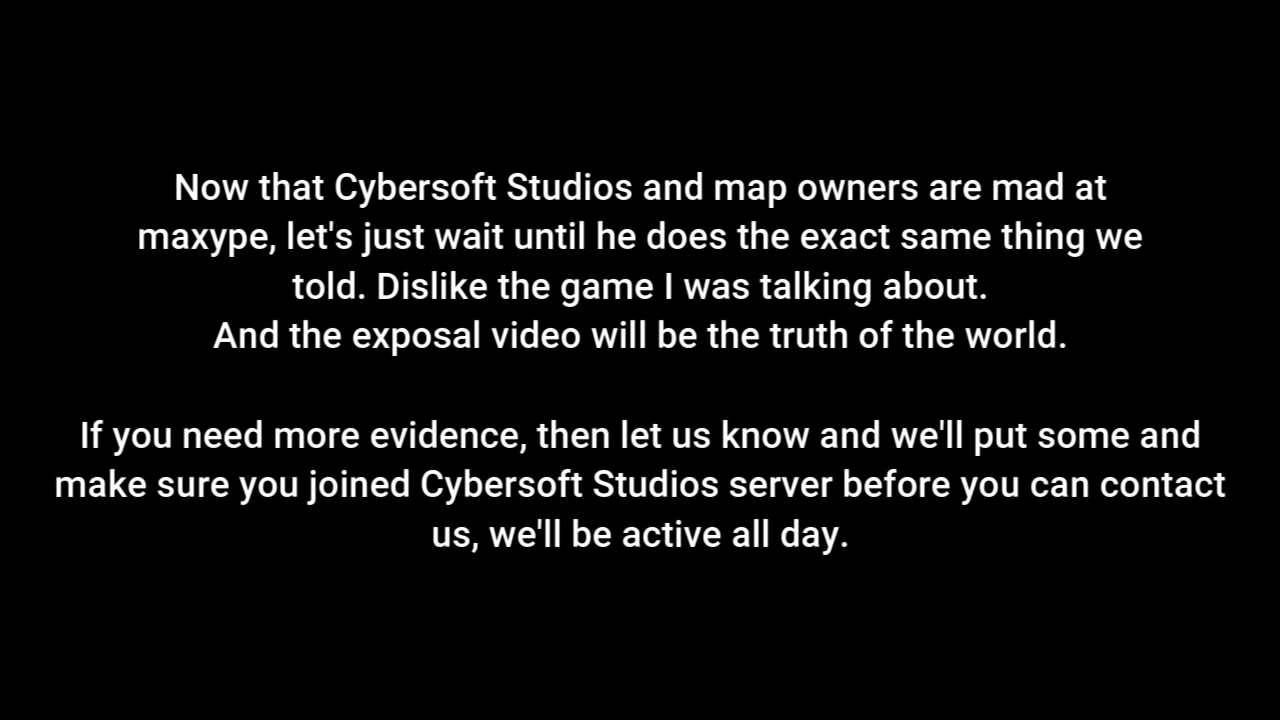 Now that Cybersoft Studios and map owners are mad at
maxype, let's just wait until he does the exact same thing we
told. Dislike the game I was talking about.
And the exposal video will be the truth of the world.
If you need more evidence, then let us know and we'll put some and
make sure you joined Cybersoft Studios server before you can contact
us, we'll be active all day.